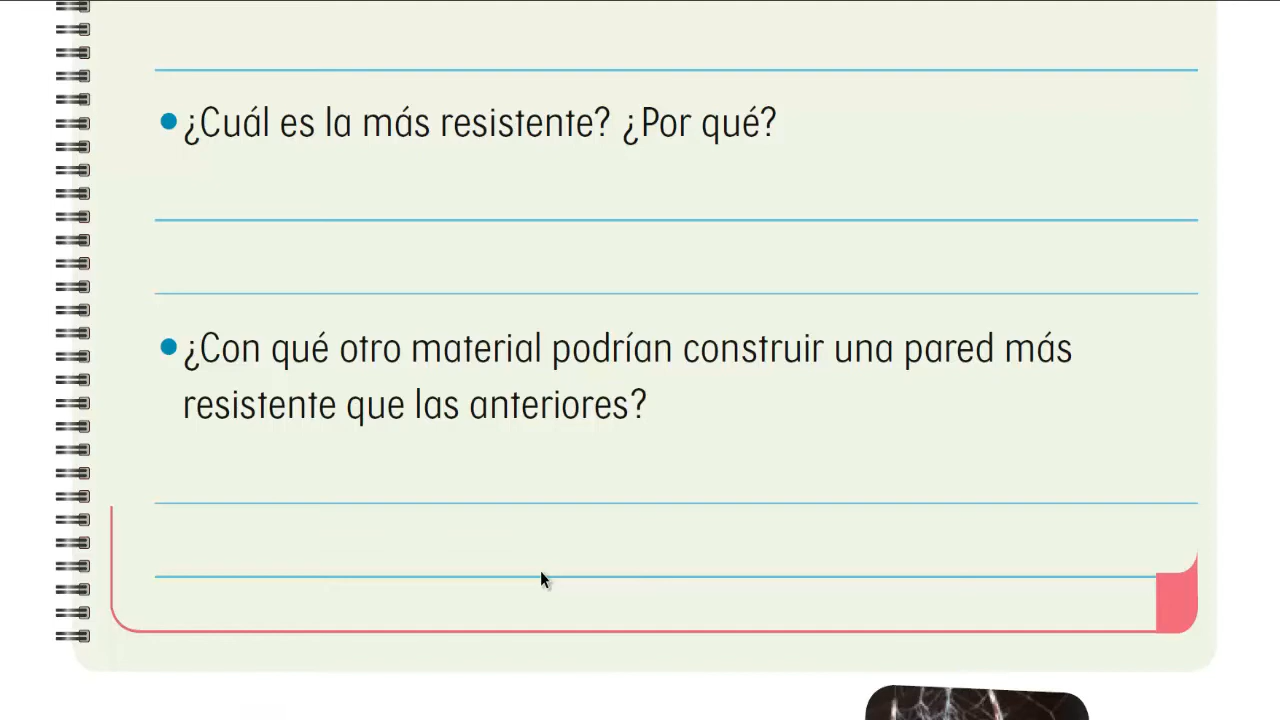 ¿Cuál es la más resistente? ¿Por qué?
¿Con qué otro material podrían construir una pared más
resistente que las anteriores?